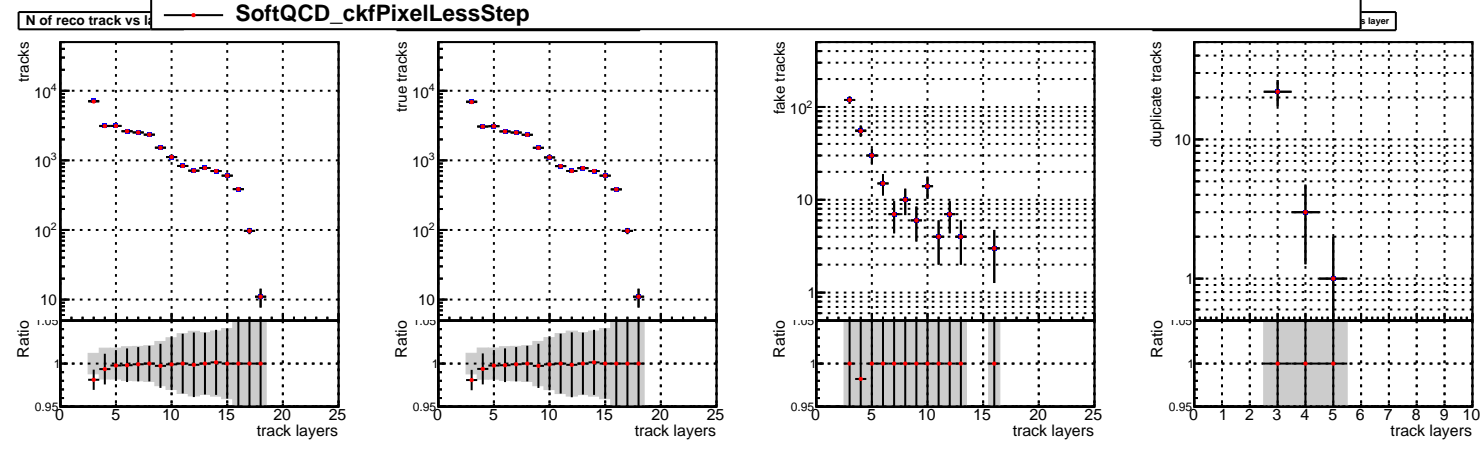 SoftQCD_ckfPixelLessStep
N of reco track vs la
s layer
tracks
10⁴
10³
10²
10
Ratio
1.05
1
0.95
0 5 10 15 20 25
track layers
true tracks
10⁴
10³
10²
10
Ratio
1.05
1
0.95
0 5 10 15 20 25
track layers
fake tracks
10²
10
1
Ratio
1.05
1
0.95
0 5 10 15 20 25
track layers
duplicate tracks
10
1
Ratio
1.05
1
0.95
0 1 2 3 4 5 6 7 8 9 10
track layers